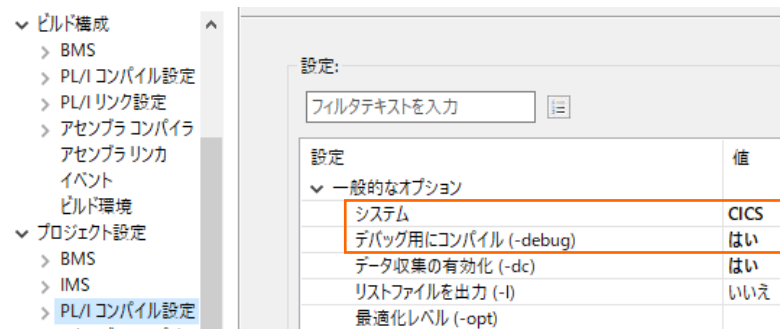 ビルド構成
BMS
PL/I コンパイル設定
PL/I リンク設定
アセンブラ コンパイラ
アセンブラ リンカ
イベント
ビルド環境
プロジェクト設定
BMS
IMS
PL/I コンパイル設定
設定:
フィルタテキストを入力
設定 値
一般的なオプション
システム CICS
デバッグ用にコンパイル (-debug) はい
データ収集の有効化 (-dc) はい
リストファイルを出力 (-l) いいえ
最適化レベル (-opt)